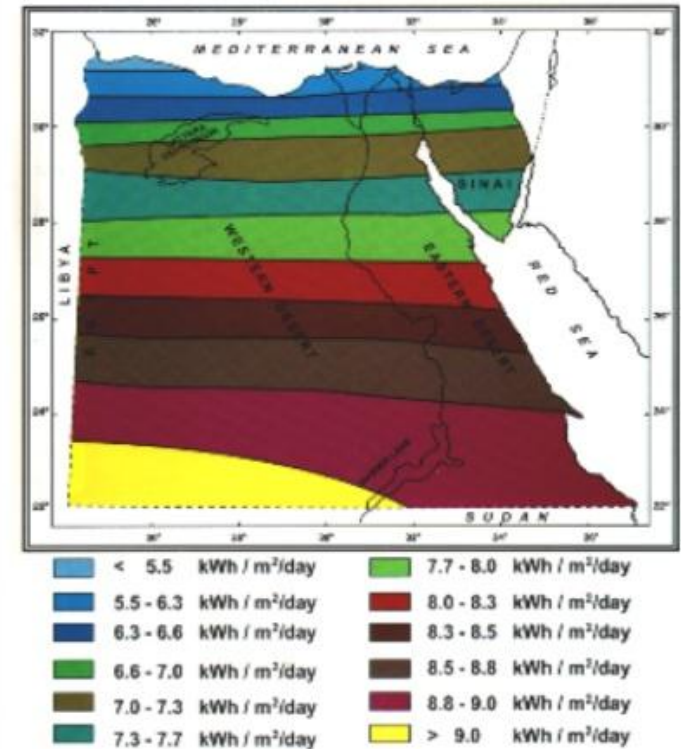 MEDITERRANEAN SEA
SINAI
LIBYA
WESTERN DESERT
EASTERN DESERT
RED SEA
SUDAN
< 5.5 kWh / m²/day
5.5 - 6.3 kWh / m²/day
6.3 - 6.6 kWh / m²/day
6.6 - 7.0 kWh / m²/day
7.0 - 7.3 kWh / m²/day
7.3 - 7.7 kWh / m²/day
7.7 - 8.0 kWh / m²/day
8.0 - 8.3 kWh / m²/day
8.3 - 8.5 kWh / m²/day
8.5 - 8.8 kWh / m²/day
8.8 - 9.0 kWh / m²/day
> 9.0 kWh / m²/day